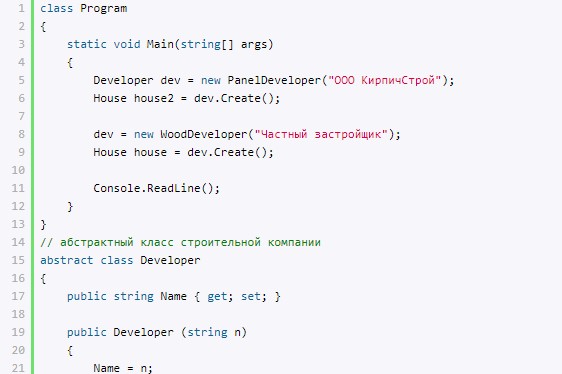 1 class Program
2 {
3     static void Main(string[] args)
4     {
5         Developer dev = new PanelDeveloper("ООО КирпичСтрой");
6         House house2 = dev.Create();
7
8         dev = new WoodDeveloper("Частный застройщик");
9         House house = dev.Create();
10
11         Console.ReadLine();
12     }
13 }
14 // абстрактный класс строительной компании
15 abstract class Developer
16 {
17     public string Name { get; set; }
18
19     public Developer (string n)
20     {
21         Name = n;